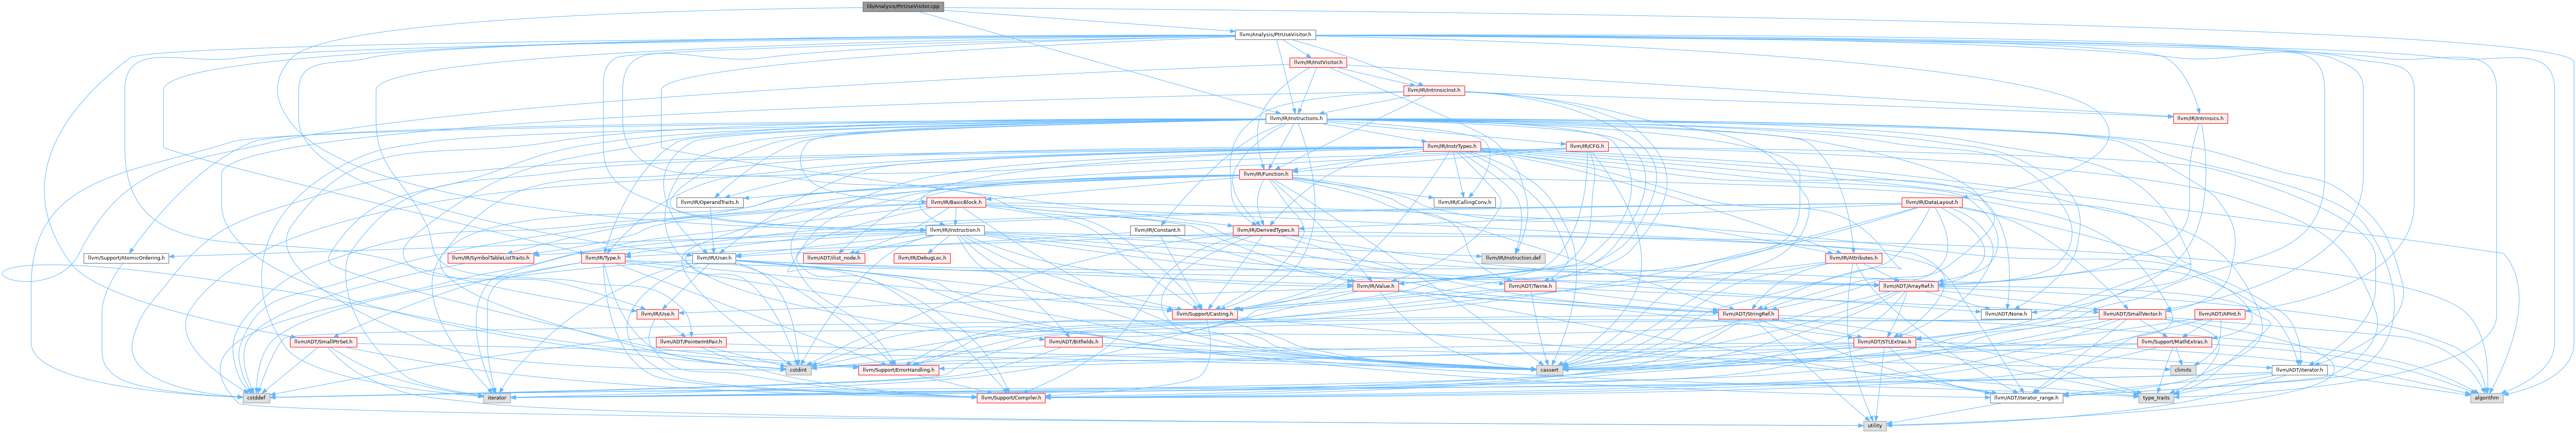 lib/Analysis/PtrUseVisitor.cpp
llvm/Analysis/PtrUseVisitor.h
llvm/IR/InstVisitor.h
llvm/IR/IntrinsicInst.h
llvm/IR/Instructions.h
llvm/IR/Intrinsics.h
llvm/IR/InstrTypes.h
llvm/IR/CFG.h
llvm/IR/Function.h
llvm/IR/OperandTraits.h
llvm/IR/BasicBlock.h
llvm/IR/CallingConv.h
llvm/IR/DataLayout.h
llvm/IR/Instruction.h
llvm/IR/Constant.h
llvm/IR/DerivedTypes.h
llvm/Support/AtomicOrdering.h
llvm/IR/SymbolTableListTraits.h
llvm/IR/Type.h
llvm/IR/User.h
llvm/ADT/ilist_node.h
llvm/IR/DebugLoc.h
llvm/IR/Instruction.def
llvm/IR/Attributes.h
llvm/IR/Value.h
llvm/ADT/Twine.h
llvm/ADT/ArrayRef.h
llvm/IR/Use.h
llvm/Support/Casting.h
llvm/ADT/StringRef.h
llvm/ADT/None.h
llvm/ADT/SmallVector.h
llvm/ADT/APInt.h
llvm/ADT/SmallPtrSet.h
llvm/ADT/PointerIntPair.h
llvm/ADT/Bitfields.h
llvm/ADT/STLExtras.h
llvm/Support/MathExtras.h
cstdint
llvm/Support/ErrorHandling.h
cassert
climits
llvm/ADT/iterator.h
cstddef
iterator
llvm/Support/Compiler.h
llvm/ADT/iterator_range.h
type_traits
algorithm
utility